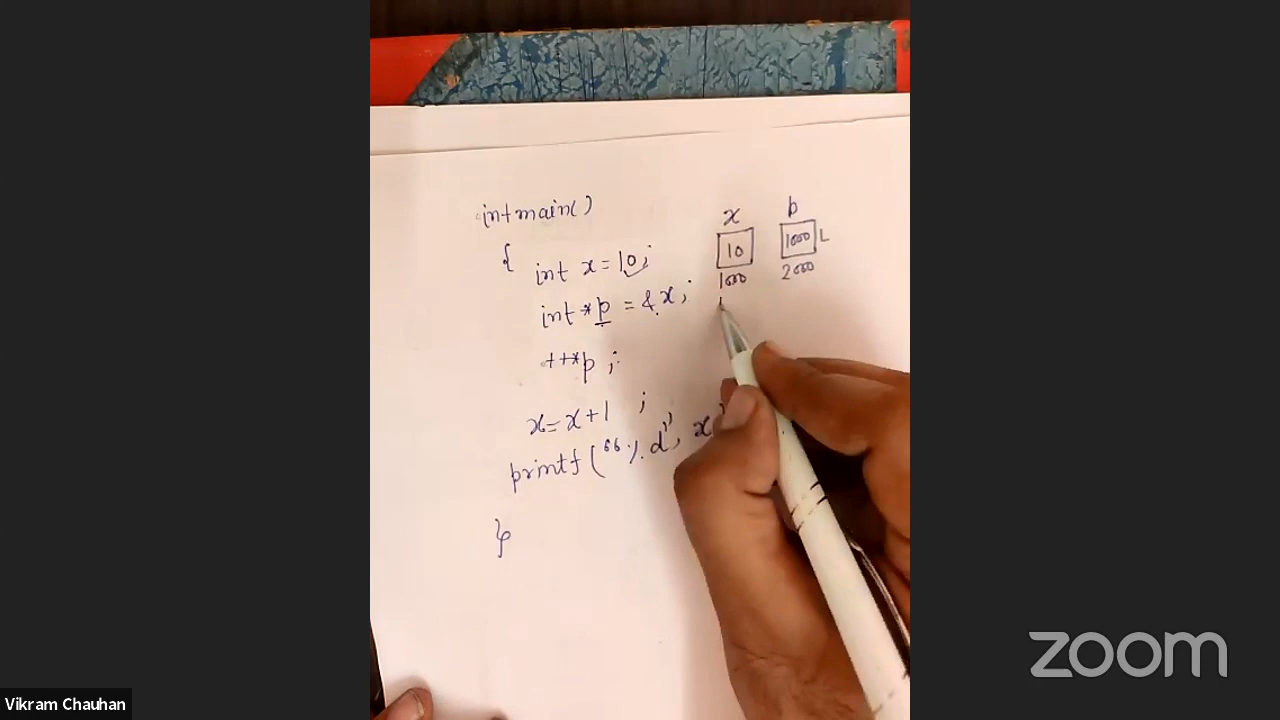 int main()
{
int x = 10;
int *p = &x;
++*p;
x = x + 1 ;
printf("%d", x
}
x p
10 1000
1000 2000
Vikram Chauhan
zoom